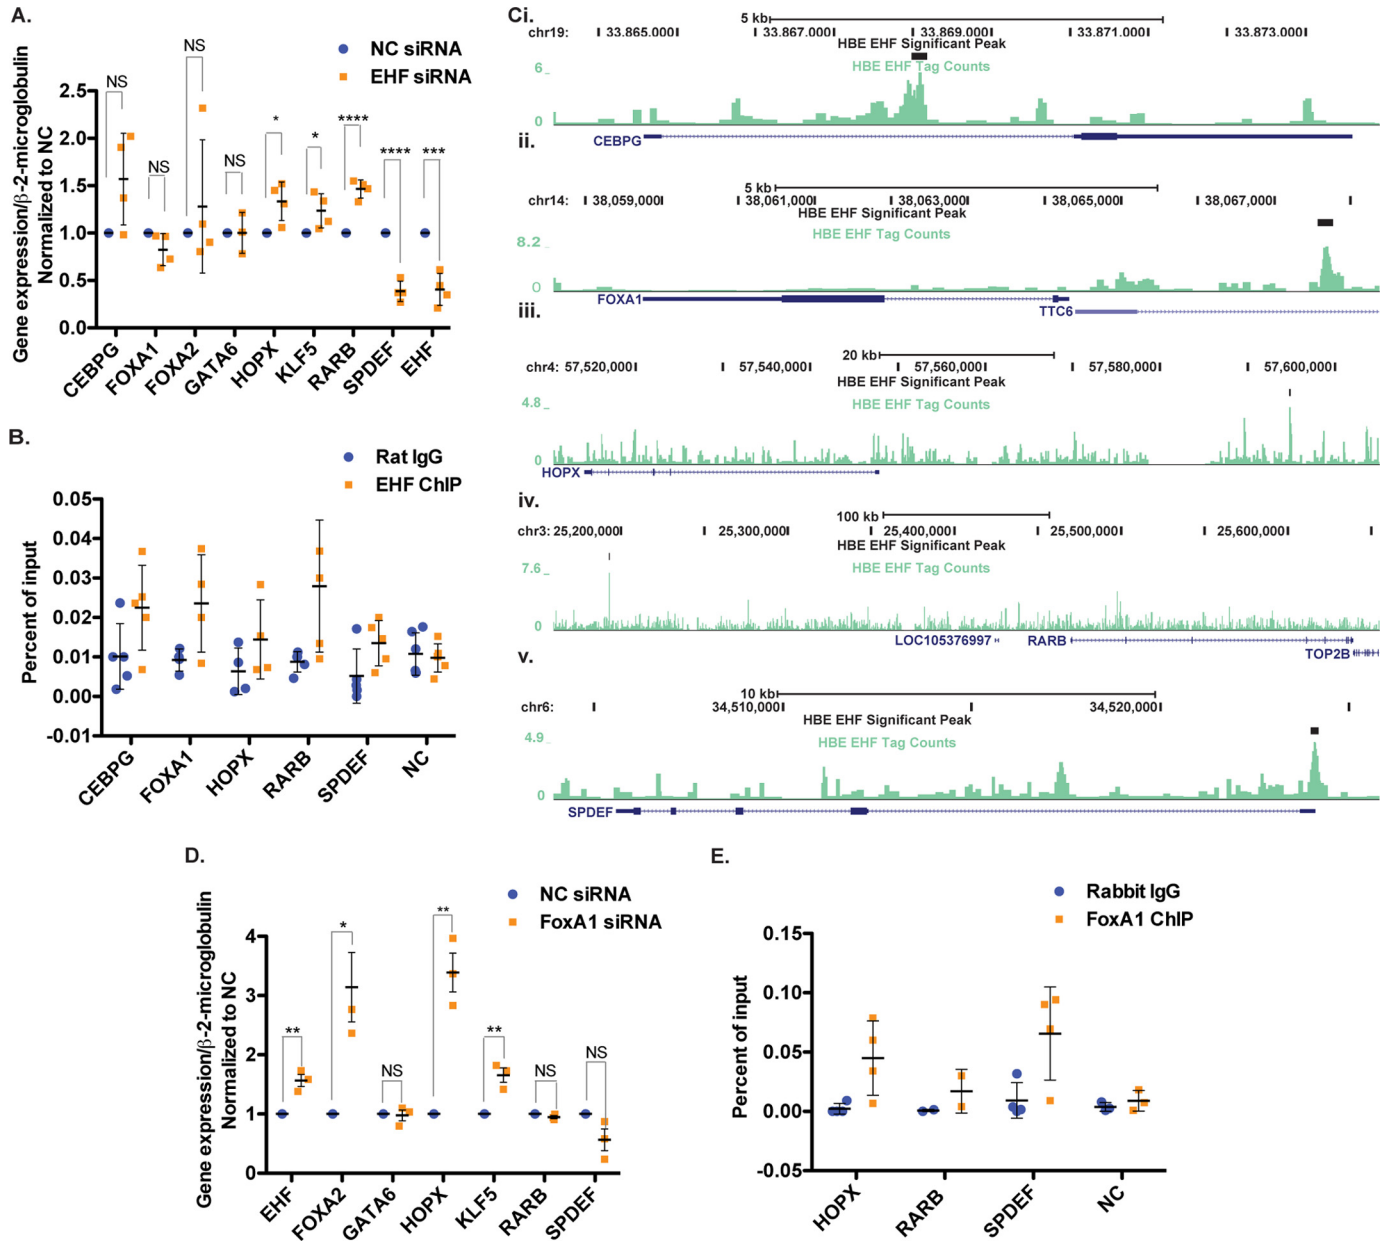 A.
NC siRNA
EHF siRNA
Gene expression/β-2-microglobulin
Normalized to NC
2.5
2.0
1.5
1.0
0.5
0.0
NS
NS
NS
NS
*
*
****
****
***
CEBPG
FOXA1
FOXA2
GATA6
HOPX
KLF5
RARB
SPDEF
EHF
B.
Rat IgG
EHF ChIP
Percent of input
0.05
0.04
0.03
0.02
0.01
0.00
-0.01
CEBPG
FOXA1
HOPX
RARB
SPDEF
NC
Ci.
5 kb
chr19: 33.865.000 33.867.000 33.869.000 33.871.000 33.873.000
HBE EHF Significant Peak
HBE EHF Tag Counts
6
0
CEBPG
ii.
5 kb
chr14: 38,059,000 38,061,000 38,063,000 38,065,000 38,067,000
HBE EHF Significant Peak
HBE EHF Tag Counts
8.2
0
FOXA1
TTC6
iii.
20 kb
chr4: 57,520,000 57,540,000 57,560,000 57,580,000 57,600,000
HBE EHF Significant Peak
HBE EHF Tag Counts
4.8
0
HOPX
iv.
100 kb
chr3: 25,200,000 25,300,000 25,400,000 25,500,000 25,600,000
HBE EHF Significant Peak
HBE EHF Tag Counts
7.6
0
LOC105376997
RARB
TOP2B
v.
10 kb
chr6: 34,510,000 34,520,000
HBE EHF Significant Peak
HBE EHF Tag Counts
4.9
0
SPDEF
D.
NC siRNA
FoxA1 siRNA
Gene expression/β-2-microglobulin
Normalized to NC
4
3
2
1
0
**
*
NS
**
**
NS
NS
EHF
FOXA2
GATA6
HOPX
KLF5
RARB
SPDEF
E.
Rabbit IgG
FoxA1 ChIP
Percent of input
0.15
0.10
0.05
0.00
-0.05
HOPX
RARB
SPDEF
NC